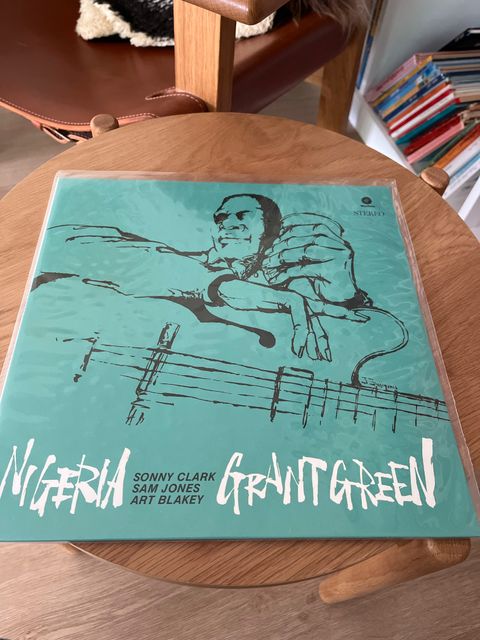 STEREO
NIGERIA
SONNY CLARK
SAM JONES
ART BLAKEY
GRANT GREEN